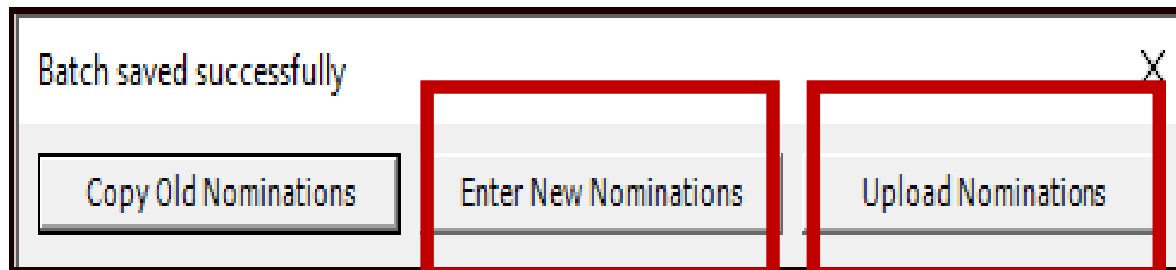 Batch saved successfully X
Copy Old Nominations Enter New Nominations Upload Nominations